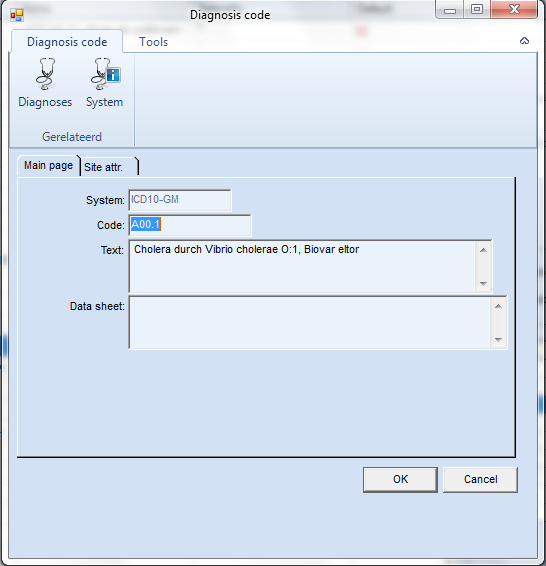 Diagnosis code
Diagnosis code Tools
Diagnoses System
Gerelateerd
Main page Site attr.
System: ICD10-GM
Code: A00.1
Text: Cholera durch Vibrio cholerae O:1, Biovar eltor
Data sheet:
OK Cancel